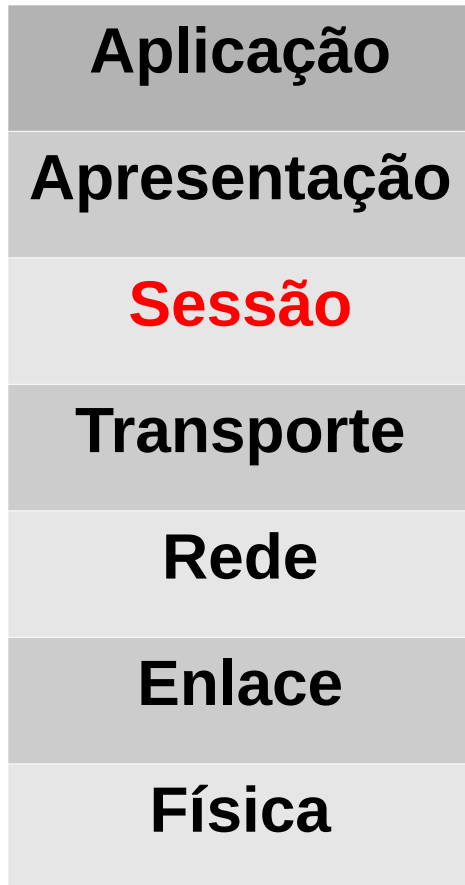 Aplicação
Apresentação
Sessão
Transporte
Rede
Enlace
Física